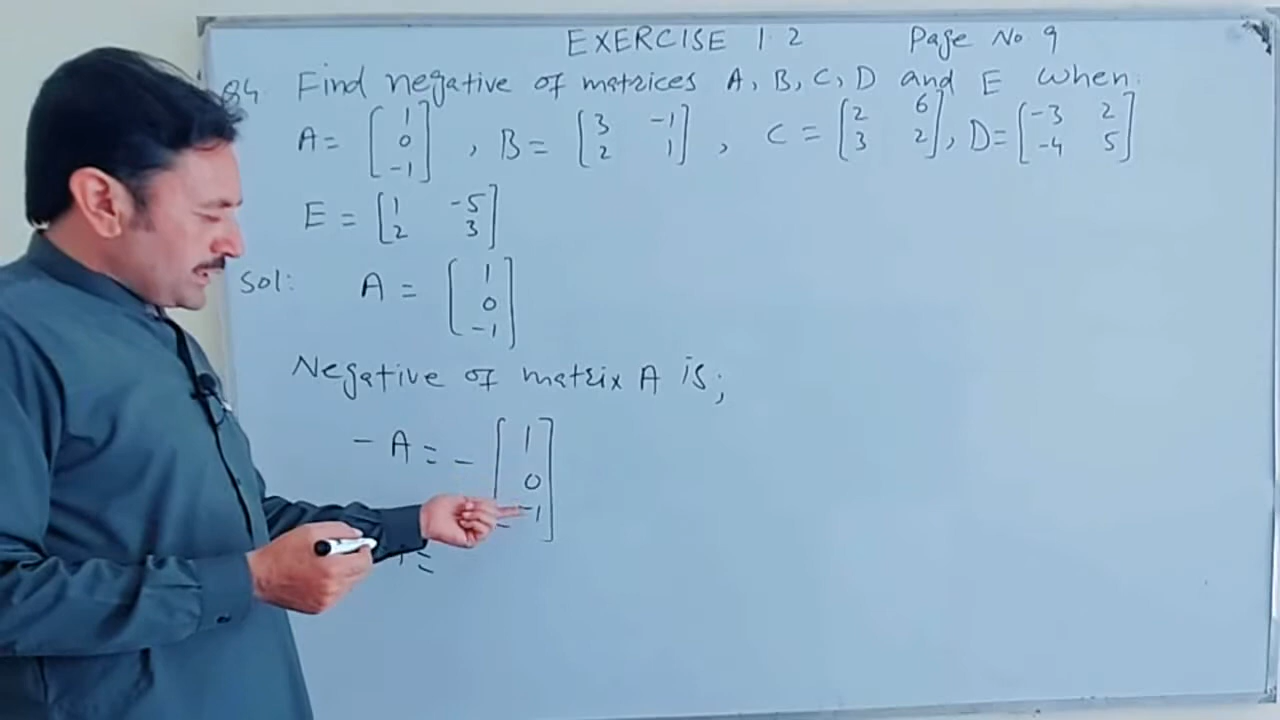 EXERCISE 1.2 Page No 9
Q4. Find negative of matrices A, B, C, D and E when:
A = [1 0 -1], B = [3 -1 2 1], C = [2 6 3 2], D = [-3 2 -4 5]
E = [1 -5 2 3]
Sol: A = [1 0 -1]
Negative of matrix A is;
- A = - [1 0 -1]